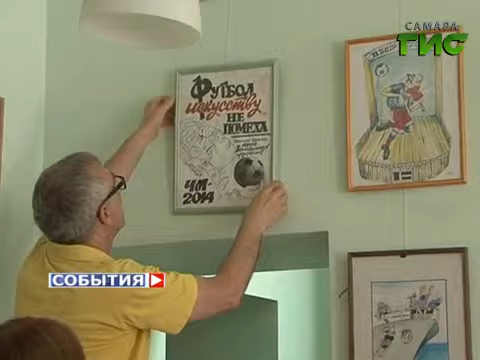 САМАРА
ГИС
ФУТБОЛ
ИСКУССТВУ
НЕ
ПОМЕХА
ЧМ-
2014
СОБЫТИЯ